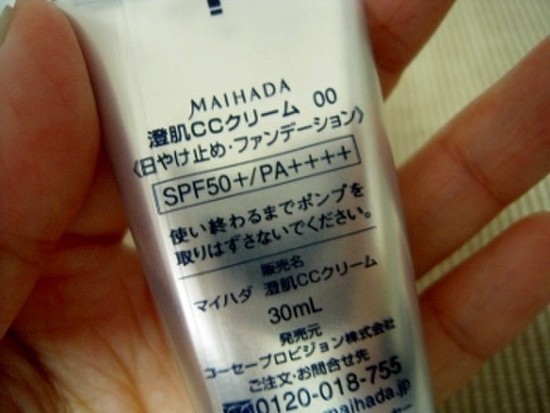 MAIHADA
澄肌CCクリーム 00
〈日やけ止め・ファンデーション〉
SPF50+/PA++++
使い終わるまでポンプを
取りはずさないでください。
販売名
マイハダ 澄肌CCクリーム
30mL
発売元
コーセープロビジョン株式会社
ご注文・お問合せ先
0120-018-755
maihada.jp